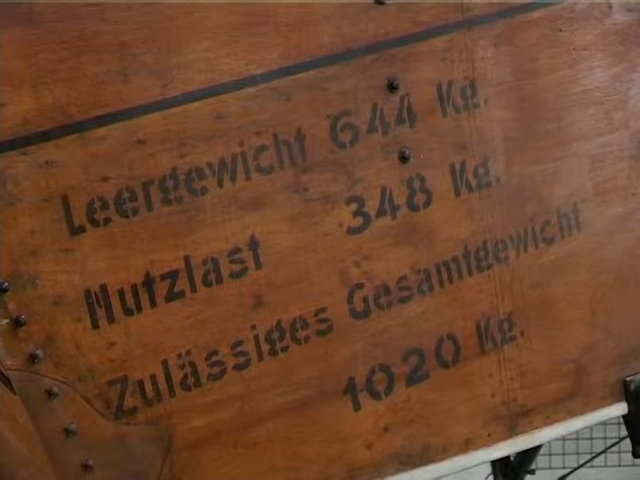 Leergewicht 644 Kg.
Nutzlast 348 Kg.
Zulässiges Gesamtgewicht
1020 Kg.